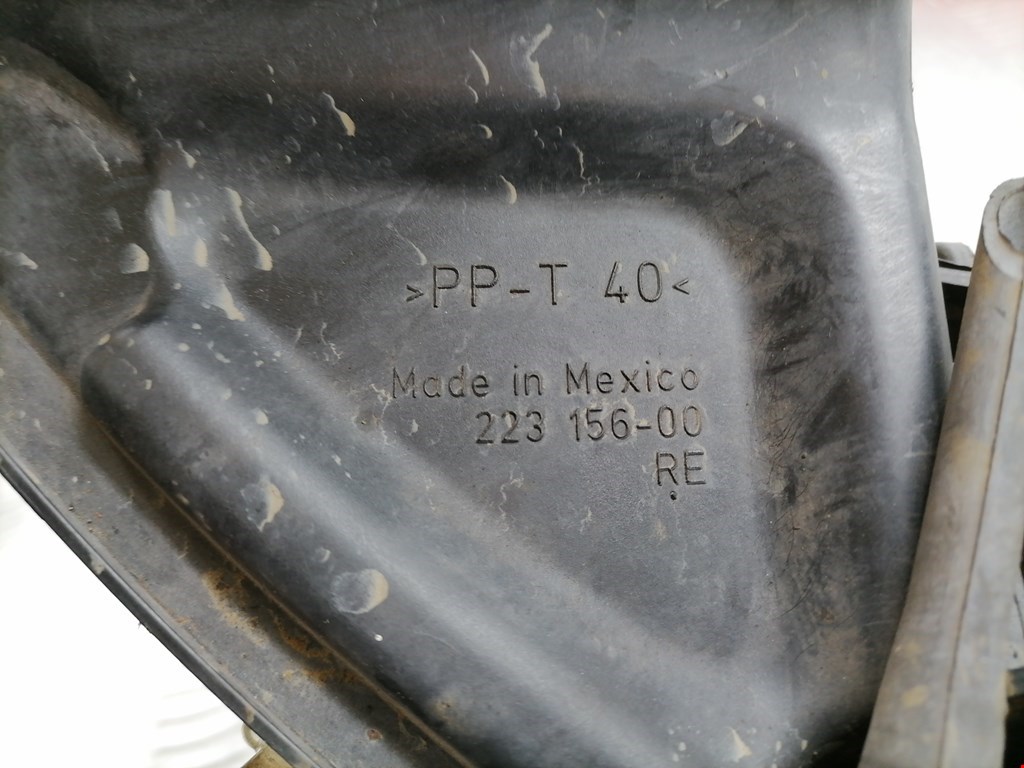 >PP-T 40<
Made in Mexico
223 156-00
RE